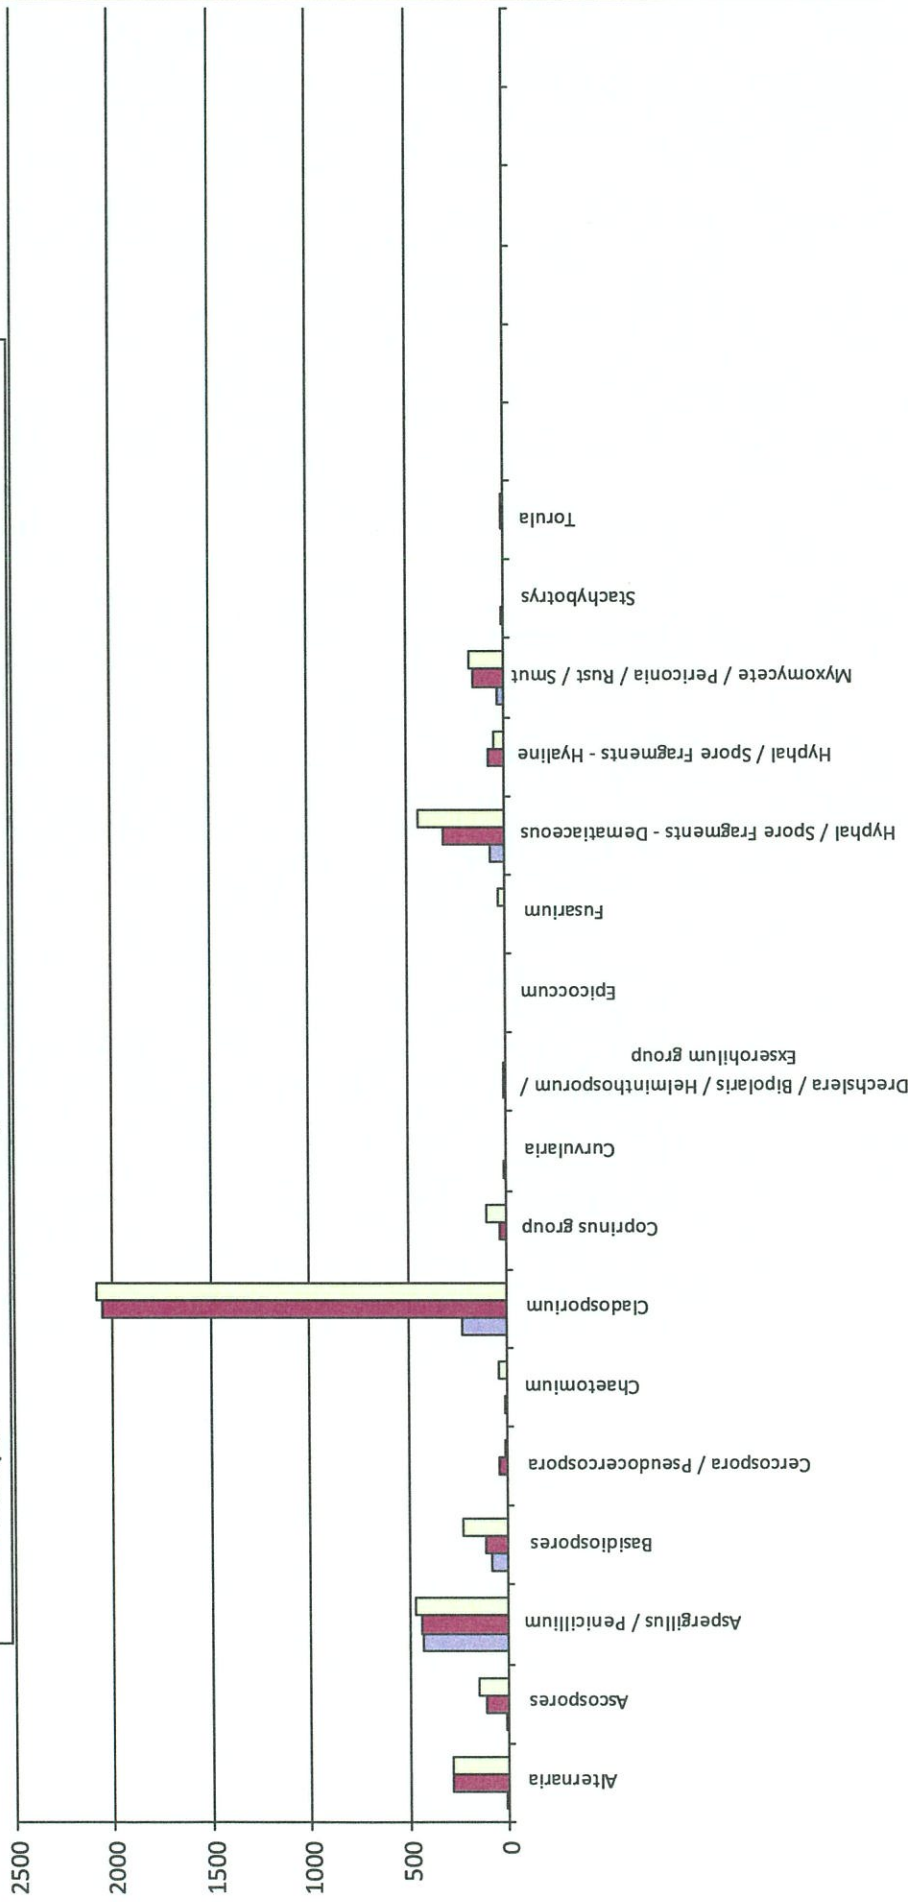 2500
2000
1500
1000
500
0
Alternaria
Ascospores
Aspergillus / Penicillium
Basidiospores
Cercospora / Pseudocercospora
Chaetomium
Cladosporium
Coprinus group
Curvularia
Drechslera / Bipolaris / Helminthosporum /
Exserohilum group
Epicoccum
Fusarium
Hyphal / Spore Fragments - Dematiaceous
Hyphal / Spore Fragments - Hyaline
Myxomycete / Periconia / Rust / Smut
Stachybotrys
Torula